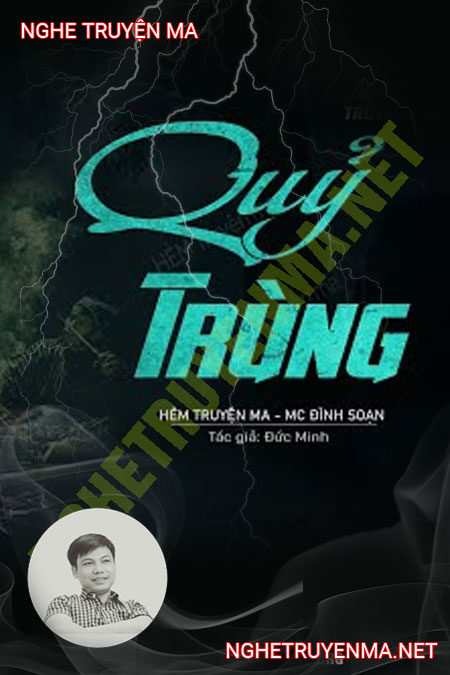 NGHE TRUYỆN MA
Quỷ
TRÙNG
HẺM TRUYỆN MA - MC ĐÌNH SOẠN
Tác giả: Đức Minh
NGHETRUYENMA.NET
NGHETRUYENMA.NET